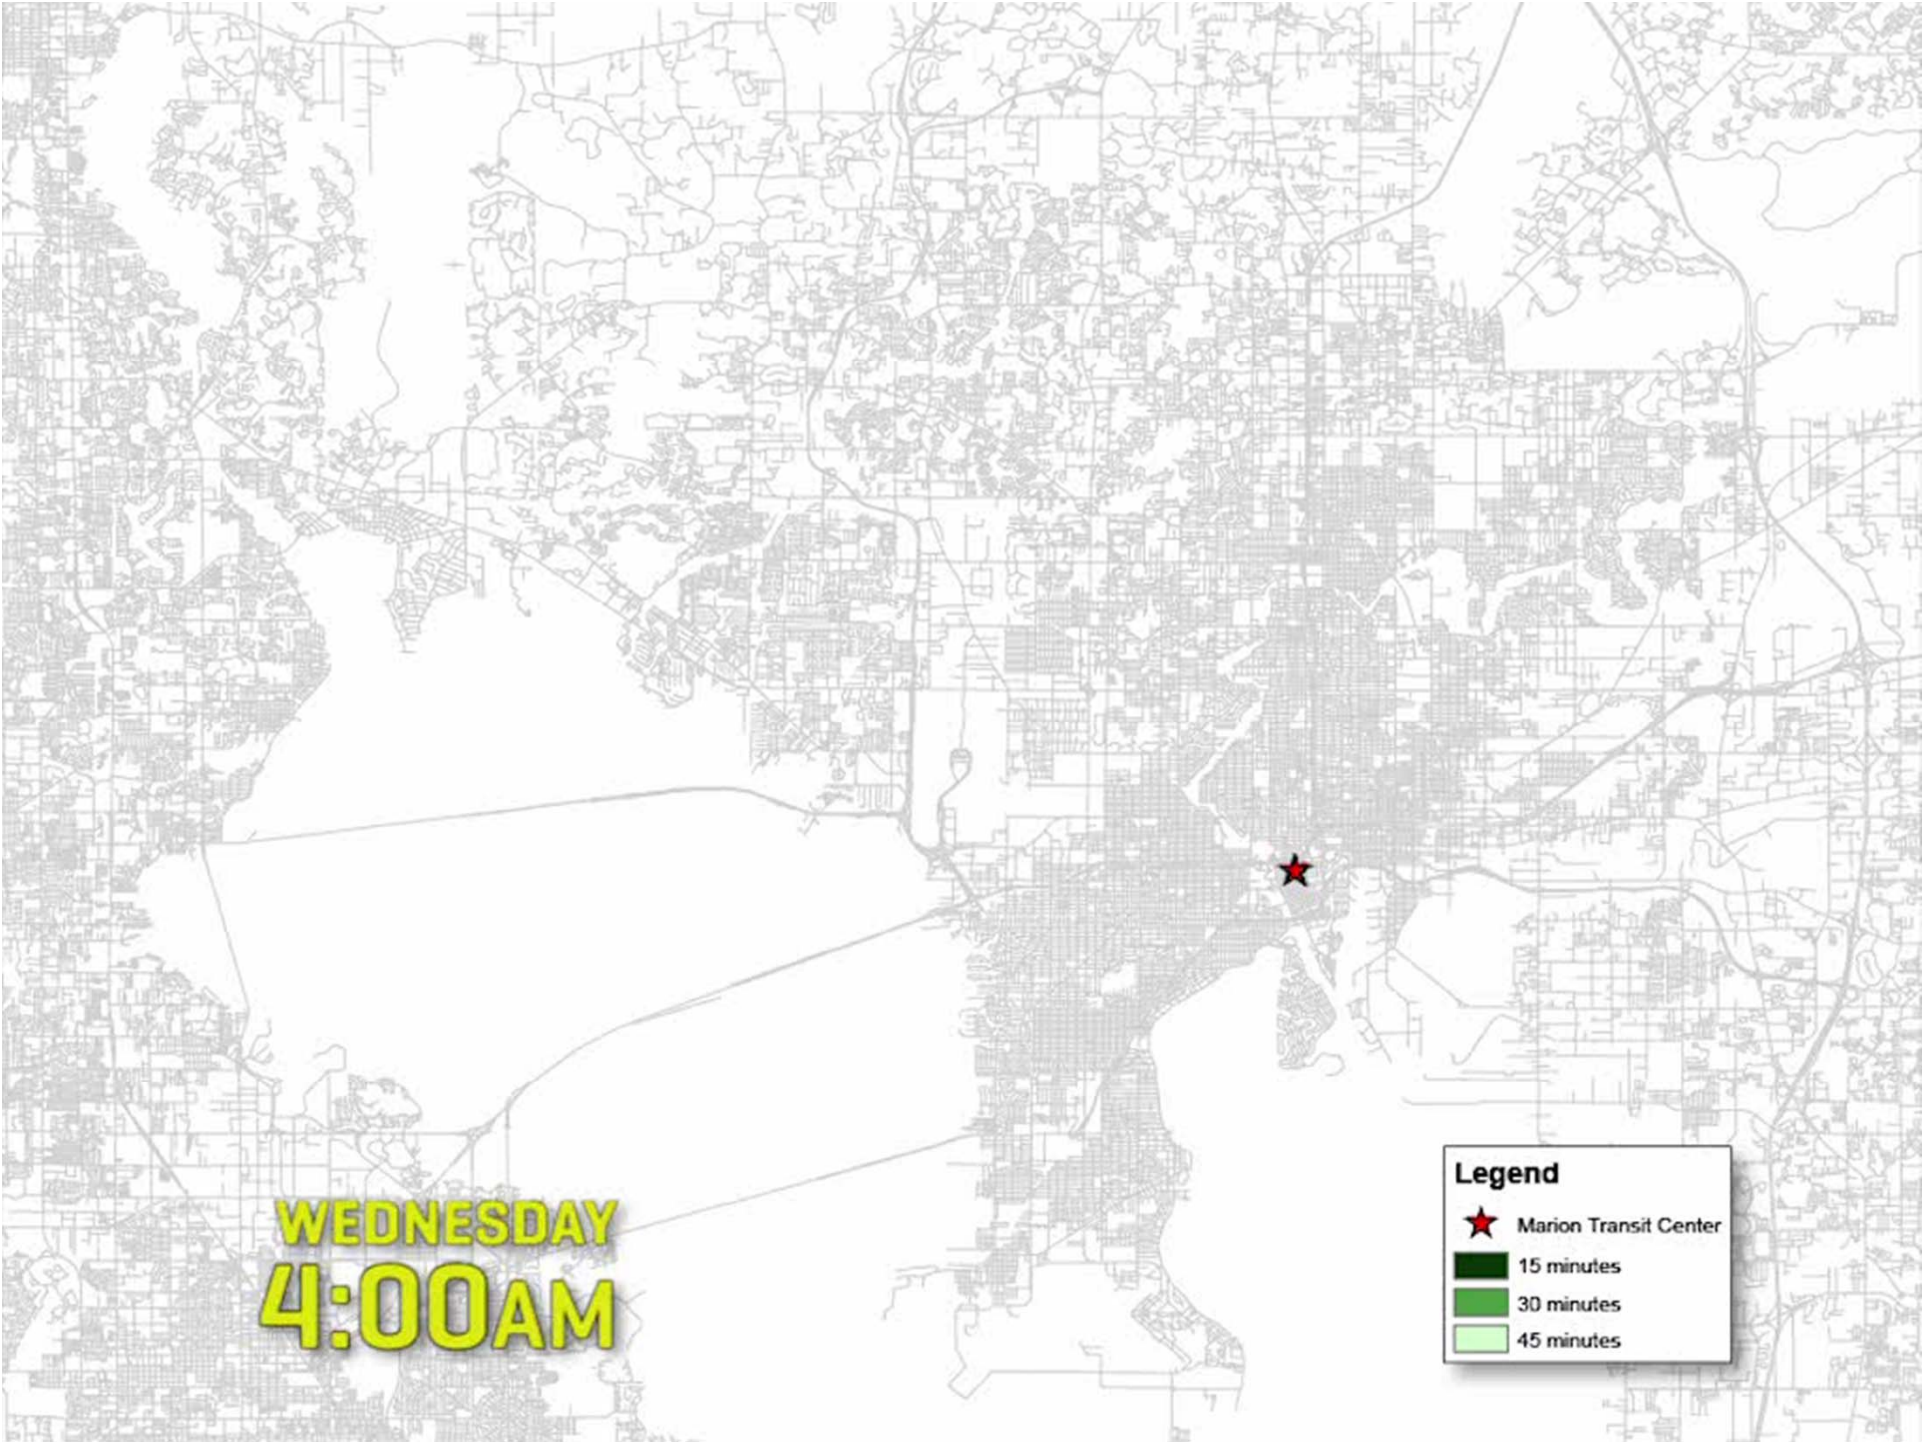 WEDNESDAY
4:00AM
Legend
Marion Transit Center
15 minutes
30 minutes
45 minutes